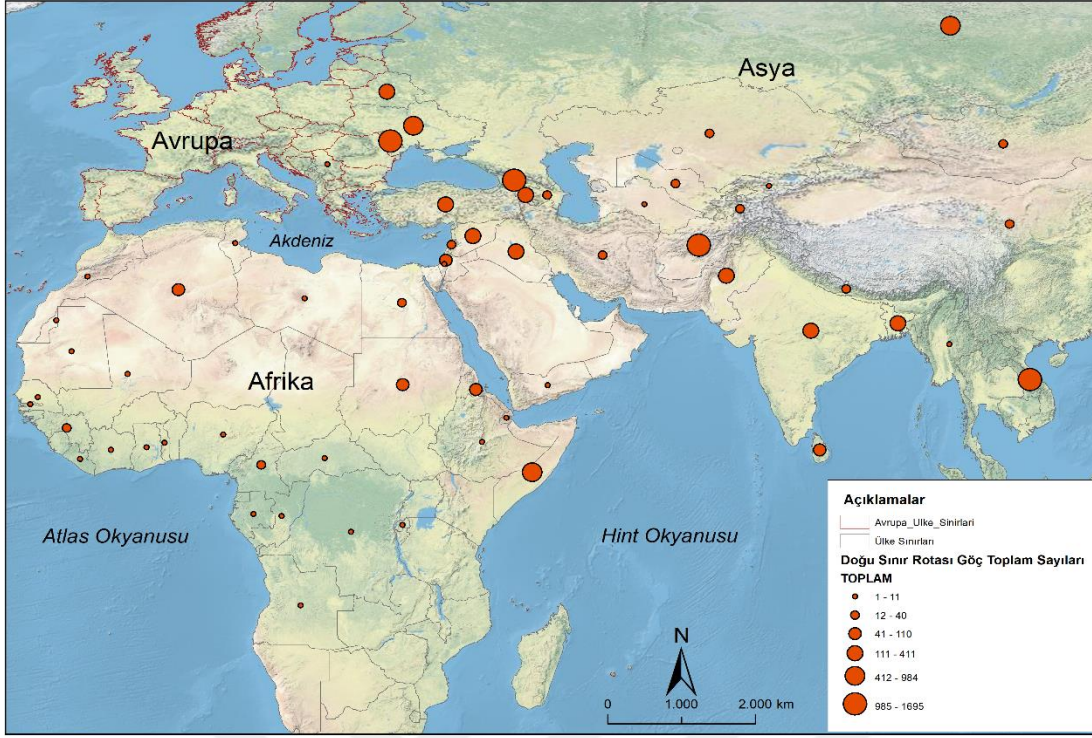 Asya
Avrupa
Akdeniz
Afrika
Atlas Okyanusu
Hint Okyanusu
N
0 1.000 2.000 km
Açıklamalar
Avrupa_Ulke_Sinirlari
Ülke Sınırları
Doğu Sınır Rotası Göç Toplam Sayıları
TOPLAM
1 - 11
12 - 40
41 - 110
111 - 411
412 - 984
985 - 1695